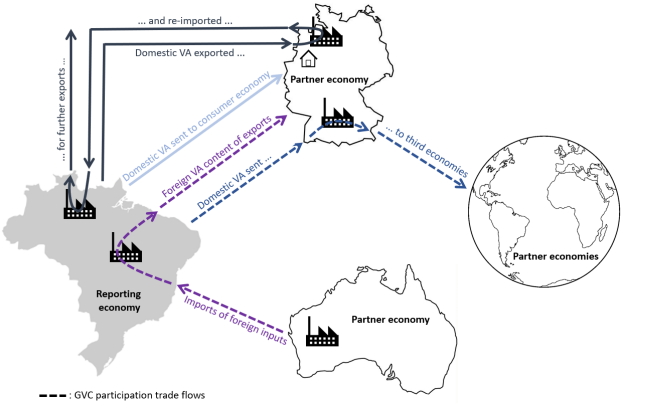 ... and re-imported ...
Domestic VA exported ...
... for further exports ...
Partner economy
Domestic VA sent to consumer economy
Foreign VA content of exports
Domestic VA sent ...
... to third economies
Partner economies
Reporting
economy
Imports of foreign inputs
Partner economy
: GVC participation trade flows